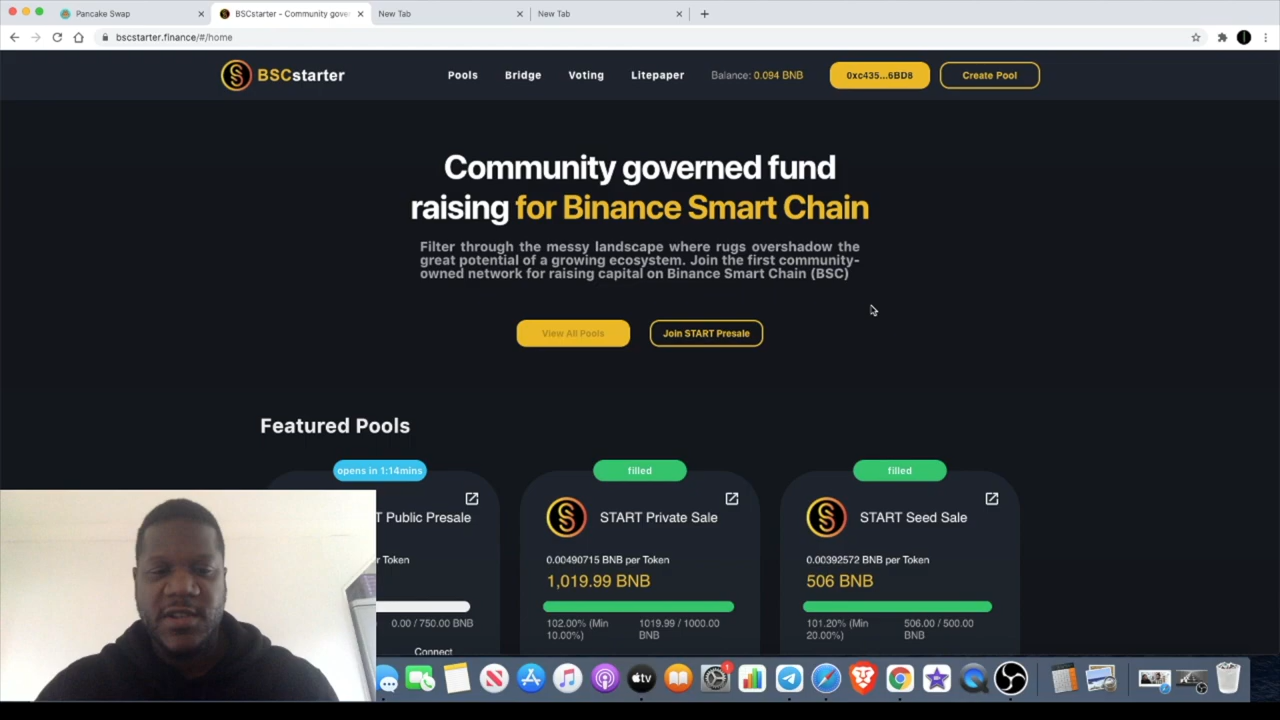 Pancake Swap
BSCstarter - Community gove
New Tab
New Tab
bscstarter.finance/#/home
BSCstarter
Pools
Bridge
Voting
Litepaper
Balance: 0.094 BNB
0xc435...6BD8
Create Pool
Community governed fund
raising for Binance Smart Chain
Filter through the messy landscape where rugs overshadow the
great potential of a growing ecosystem. Join the first community-
owned network for raising capital on Binance Smart Chain (BSC)
View All Pools
Join START Presale
Featured Pools
opens in 1:14mins
filled
filled
T Public Presale
START Private Sale
START Seed Sale
r Token
0.00490715 BNB per Token
0.00392572 BNB per Token
1,019.99 BNB
506 BNB
0.00 / 750.00 BNB
102.00% (Min
10.00%)
1019.99 / 1000.00
BNB
101.20% (Min
20.00%)
506.00 / 500.00
BNB
Connect
tv
1